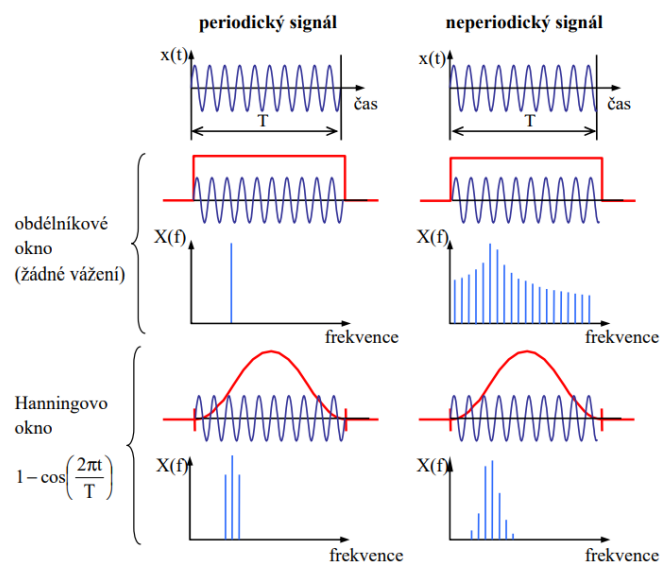 periodický signál
neperiodický signál
x(t)
čas
T
x(t)
čas
T
obdélníkové
okno
(žádné vážení)
X(f)
frekvence
X(f)
frekvence
Hanningovo
okno
1−cos(2πt/T)
X(f)
frekvence
X(f)
frekvence